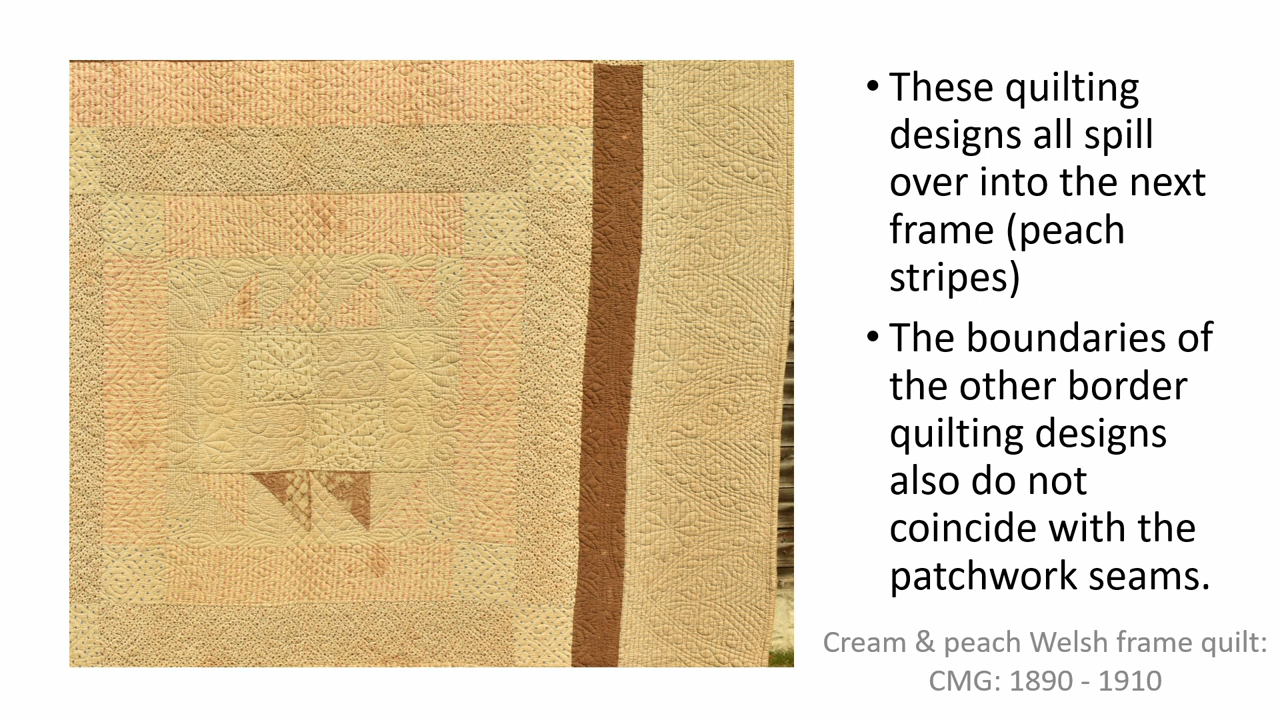 • These quilting
designs all spill
over into the next
frame (peach
stripes)
• The boundaries of
the other border
quilting designs
also do not
coincide with the
patchwork seams.
Cream & peach Welsh frame quilt:
CMG: 1890 - 1910